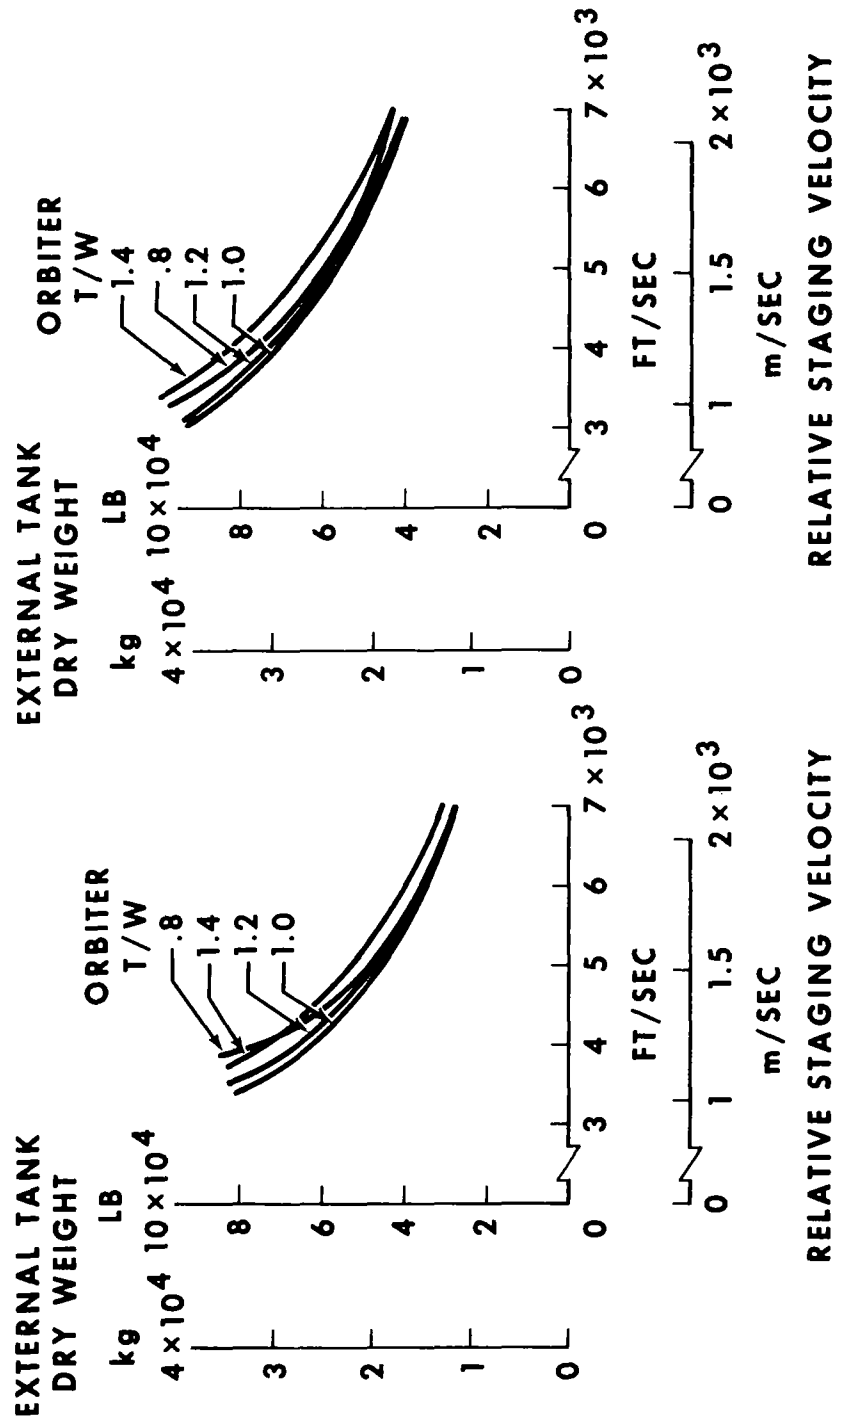 EXTERNAL TANK
DRY WEIGHT
kg LB
4×10⁴ 10×10⁴
3
2
1
0
8
6
4
2
ORBITER
T/W
.8
1.4
1.2
1.0
0 3 4 5 6 7×10³
FT/SEC
0 1 1.5 2×10³
m/SEC
RELATIVE STAGING VELOCITY
EXTERNAL TANK
DRY WEIGHT
kg LB
4×10⁴ 10×10⁴
3
2
1
0
8
6
4
2
ORBITER
T/W
1.4
.8
1.2
1.0
0 3 4 5 6 7×10³
FT/SEC
0 1 1.5 2×10³
m/SEC
RELATIVE STAGING VELOCITY